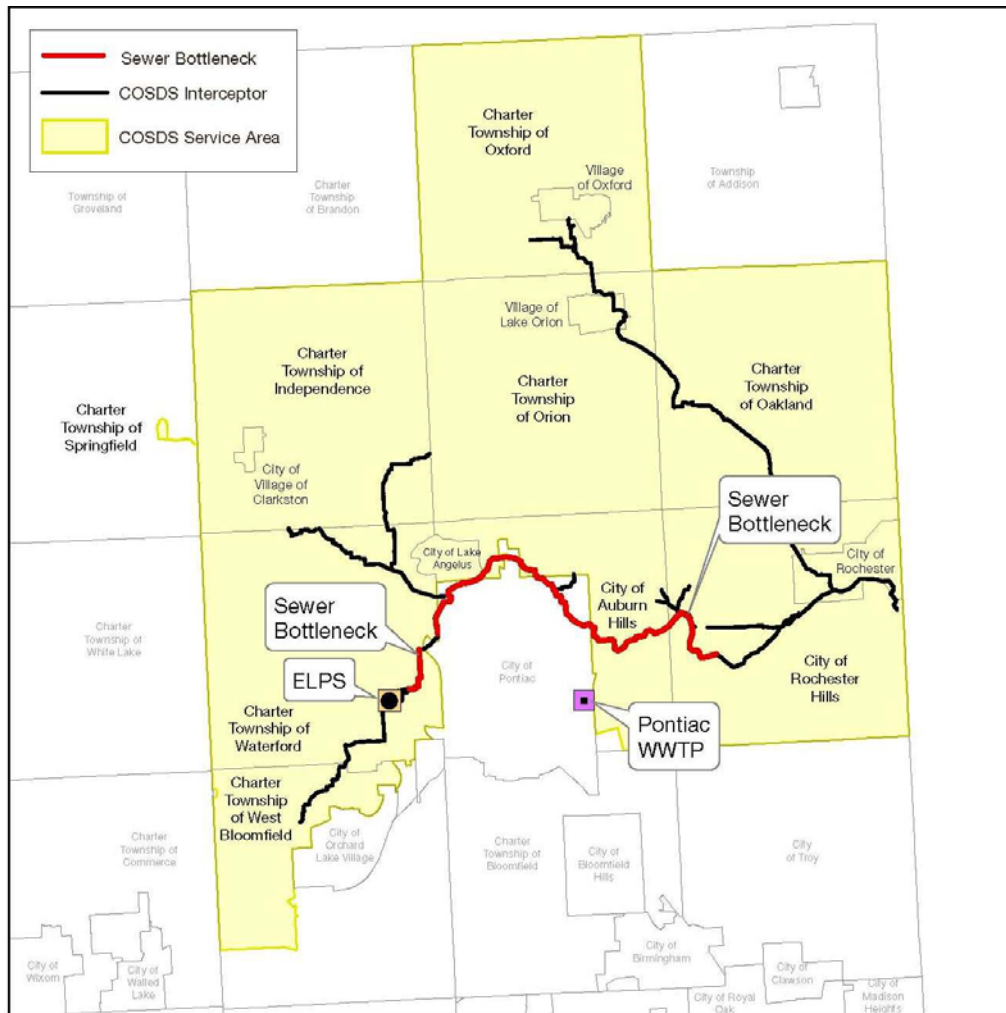 Sewer Bottleneck
COSDS Interceptor
COSDS Service Area
Charter
Township of
Oxford
Village
of Oxford
Township
of Addison
Township of
Groveland
Charter
Township
of Brandon
Village of
Lake Orion
Charter
Township of
Independence
Charter
Township
of Orion
Charter
Township
of Oakland
Charter
Township of
Springfield
City of
Village of
Clarkston
Sewer
Bottleneck
City of Lake
Angelus
City of
Rochester
City of
Auburn
Hills
Sewer
Bottleneck
Charter
Township of
White Lake
City of
Pontiac
City of
Rochester
Hills
ELPS
Charter
Township of
Waterford
Pontiac
WWTP
Charter
Township
of West
Bloomfield
Charter
Township of
Commerce
City of
Orchard
Lake Village
Charter
Township of
Bloomfield
City of
Bloomfield
Hills
City
of Troy
City of
Wixom
City of
Walled
Lake
City of
Birmingham
City of
Clawson
City of Royal
Oak
City of
Madison
Heights